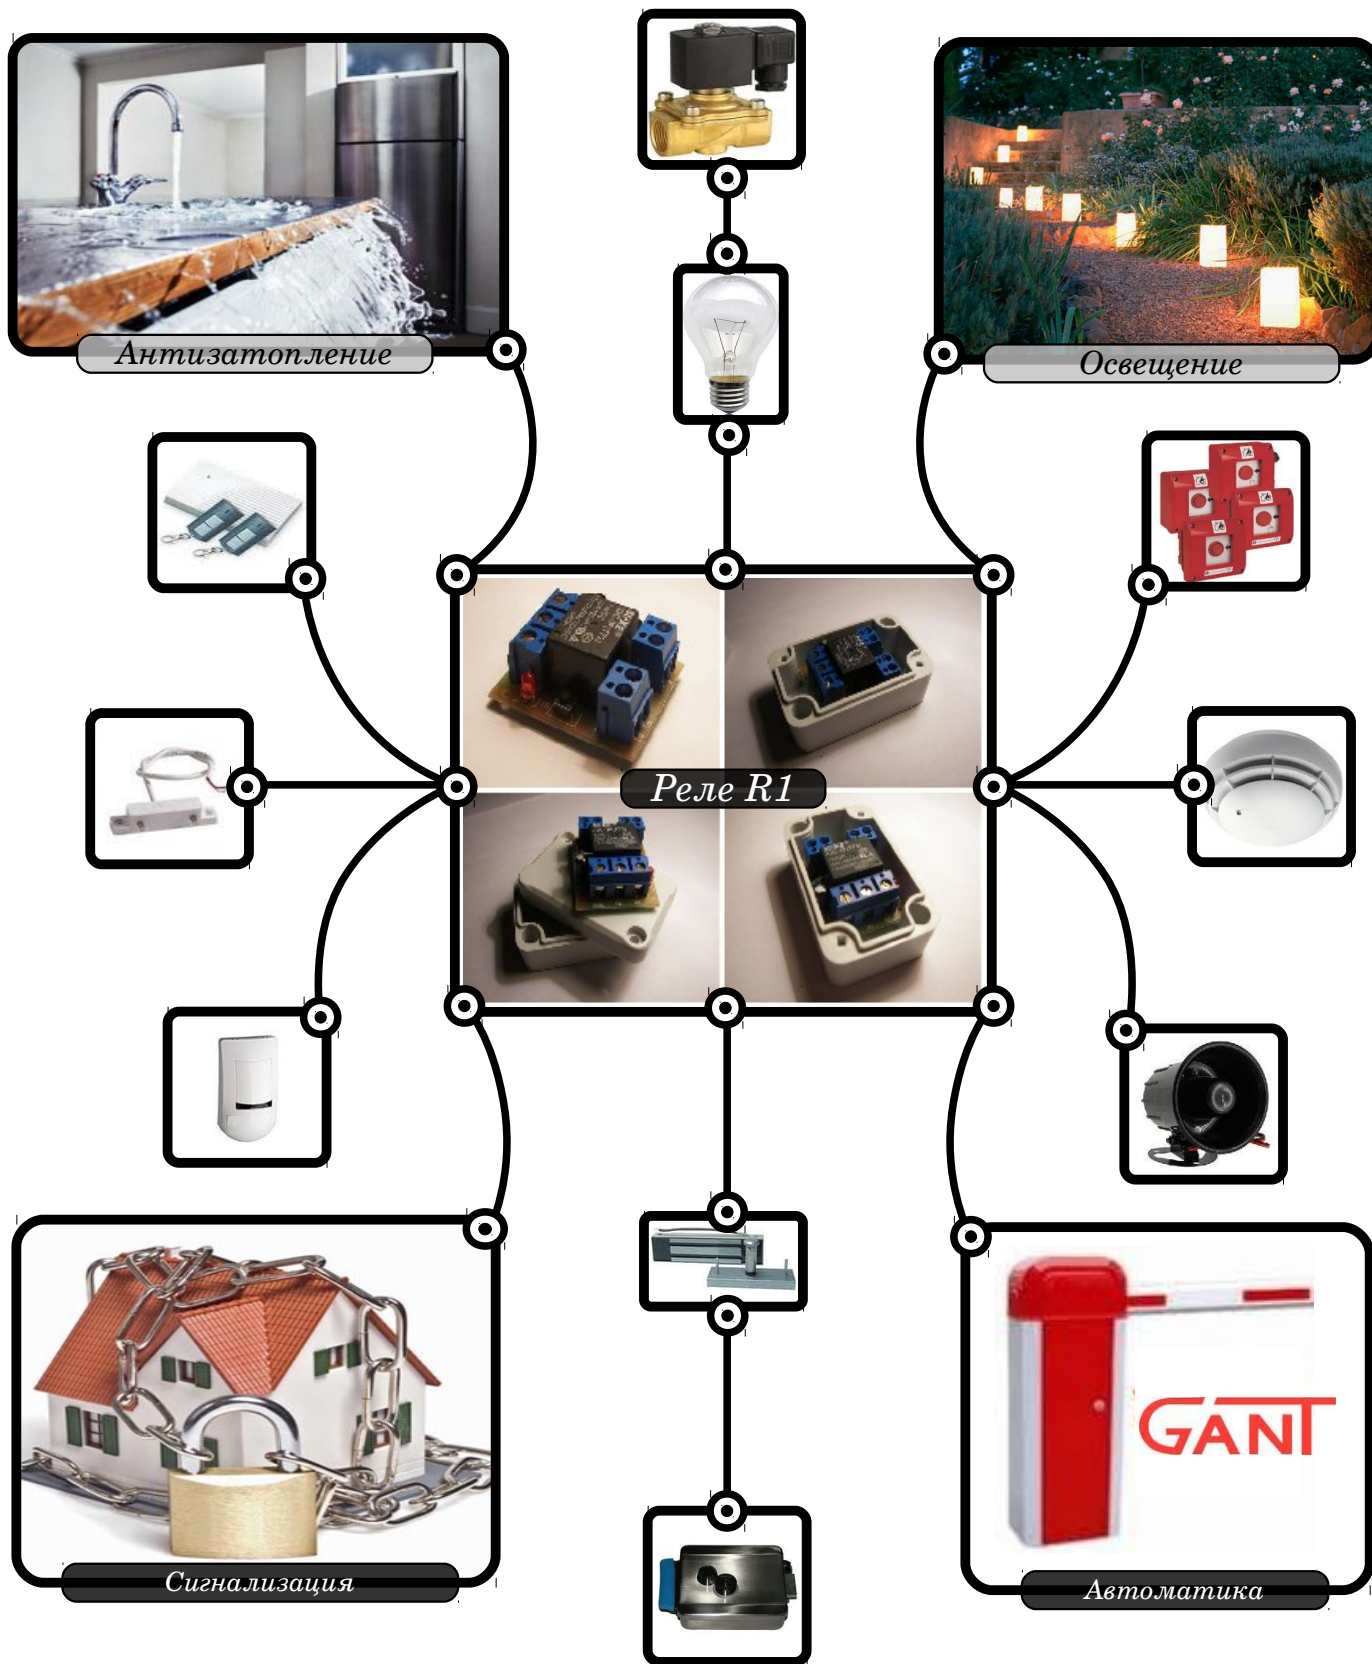 Антизатопление
Освещение
Реле R1
GANT
Сигнализация
Автоматика